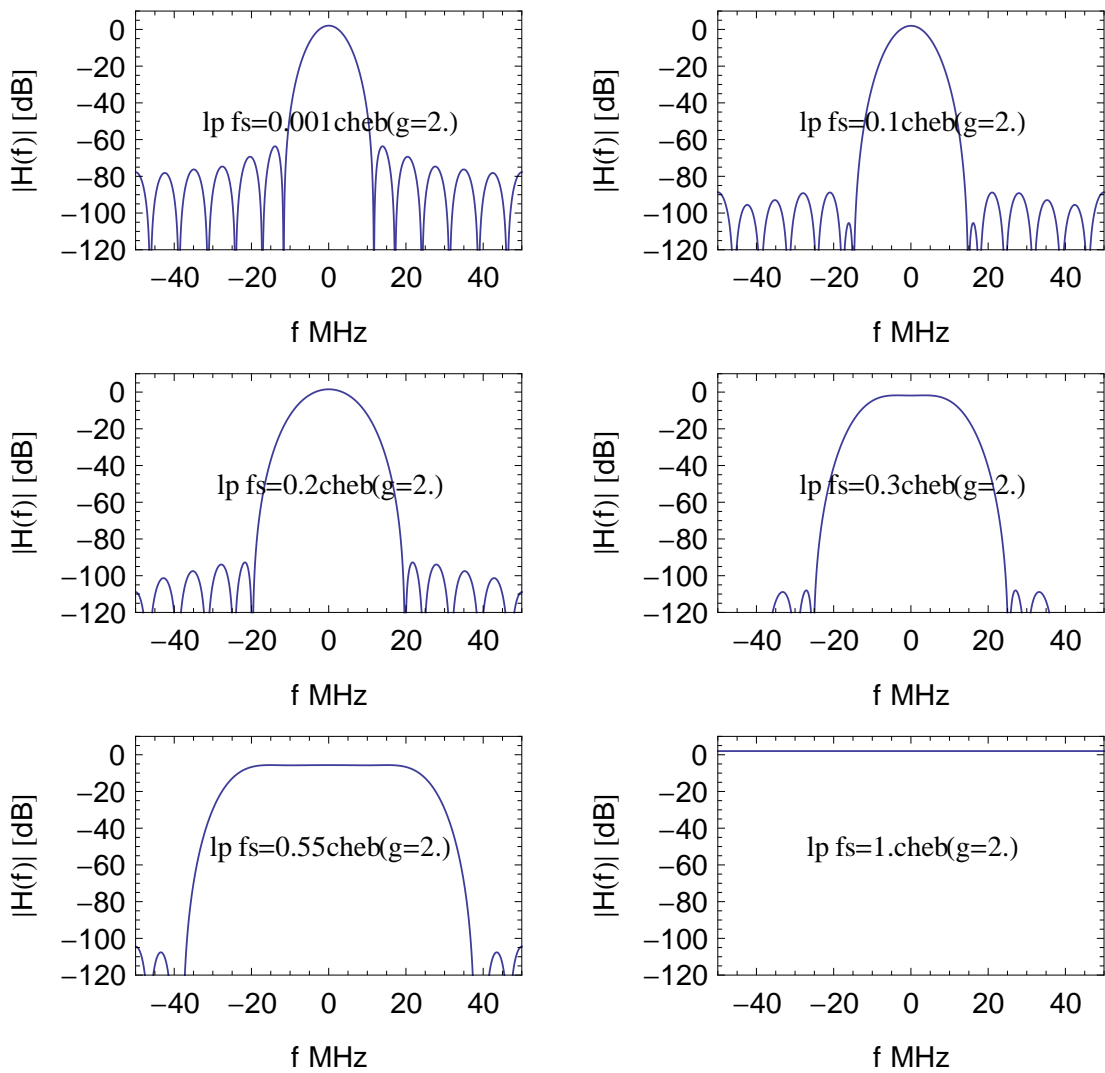 0
−20
−40
−60
−80
−100
−120
|H(f)| [dB]
lp fs=0.001cheb(g=2.)
−40 −20 0 20 40
f MHz
0
−20
−40
−60
−80
−100
−120
|H(f)| [dB]
lp fs=0.1cheb(g=2.)
−40 −20 0 20 40
f MHz
0
−20
−40
−60
−80
−100
−120
|H(f)| [dB]
lp fs=0.2cheb(g=2.)
−40 −20 0 20 40
f MHz
0
−20
−40
−60
−80
−100
−120
|H(f)| [dB]
lp fs=0.3cheb(g=2.)
−40 −20 0 20 40
f MHz
0
−20
−40
−60
−80
−100
−120
|H(f)| [dB]
lp fs=0.55cheb(g=2.)
−40 −20 0 20 40
f MHz
0
−20
−40
−60
−80
−100
−120
|H(f)| [dB]
lp fs=1.cheb(g=2.)
−40 −20 0 20 40
f MHz